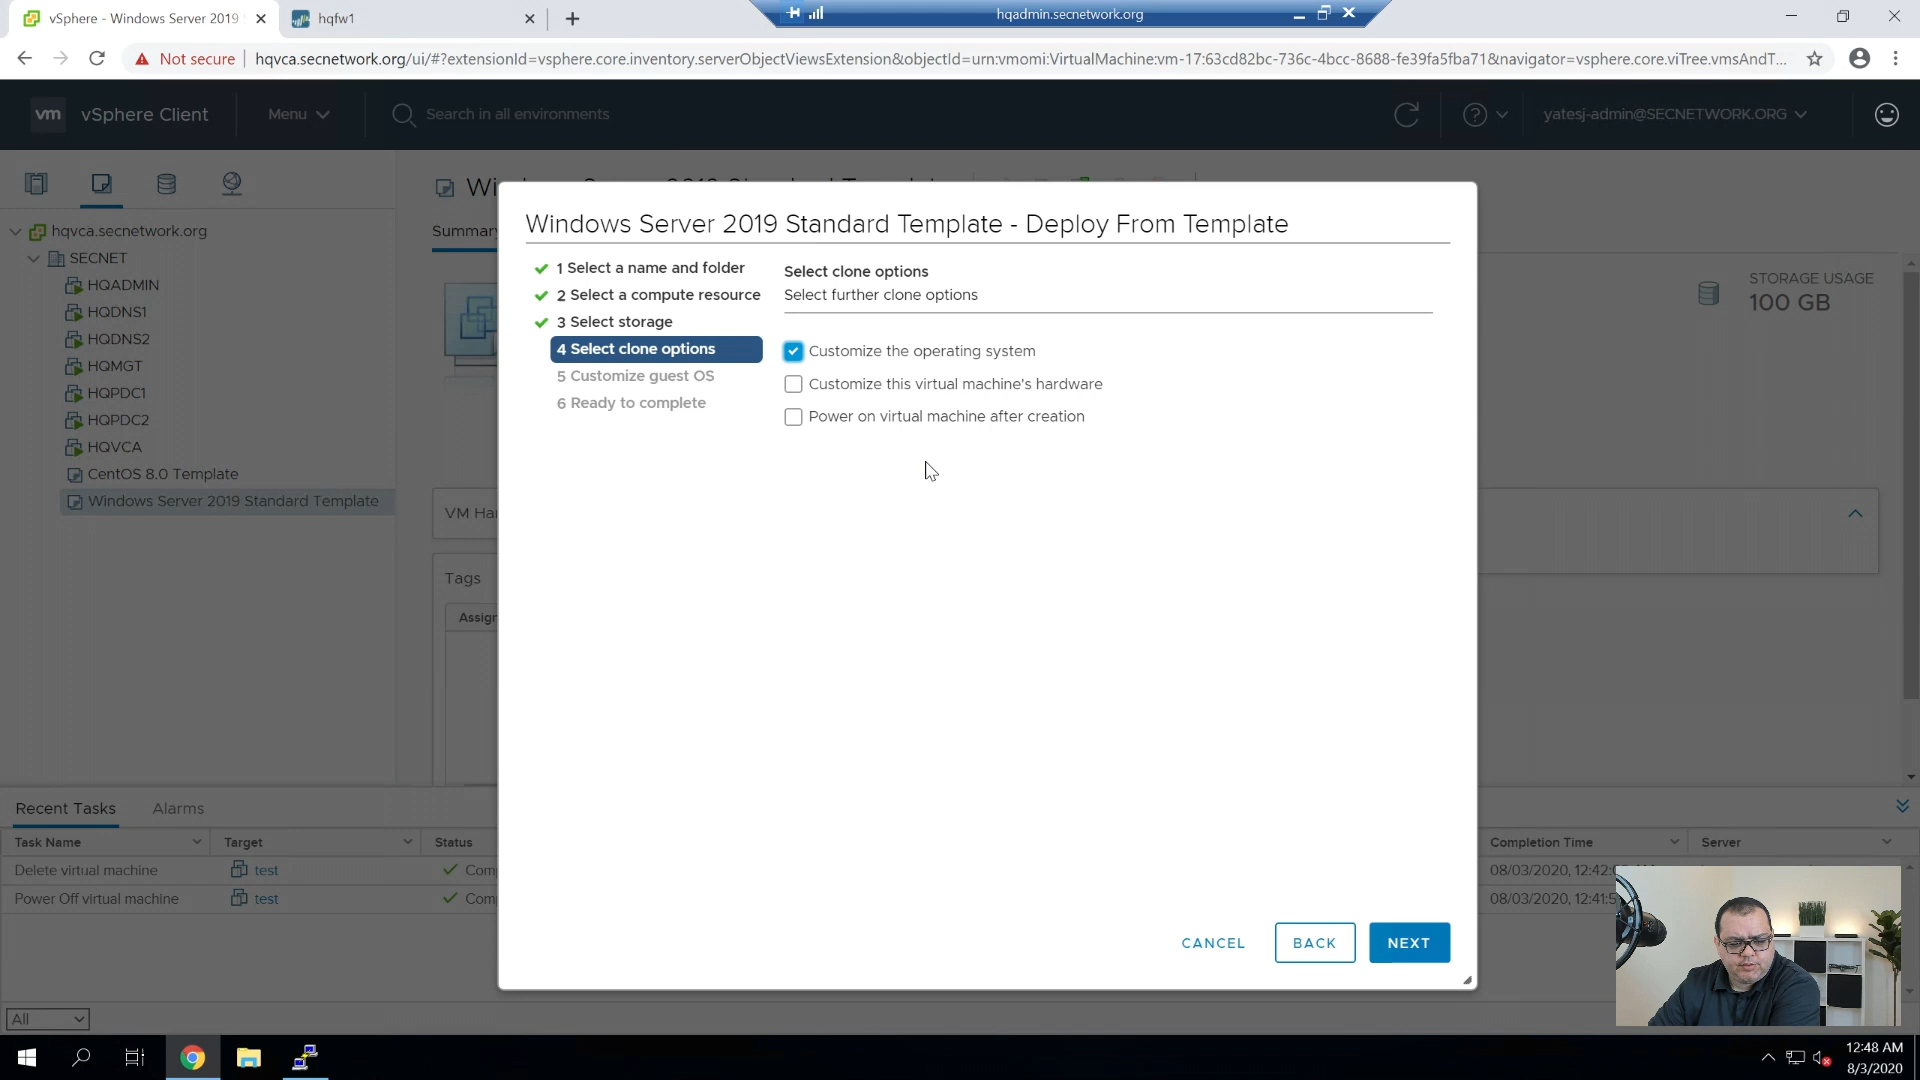 vSphere - Windows Server 2019
hqfw1
hqadmin.secnetwork.org
Not secure
hqvca.secnetwork.org/ui/#?extensionId=vsphere.core.inventory.serverObjectViewsExtension&objectId=urn:vmomi:VirtualMachine:vm-17:63cd82bc-736c-4bcc-8688-fe39fa5fba71&navigator=vsphere.core.viTree.vmsAndT...
vm
vSphere Client
Menu
Search in all environments
yatesj-admin@SECNETWORK.ORG
hqvca.secnetwork.org
SECNET
HQADMIN
HQDNS1
HQDNS2
HQMGT
HQPDC1
HQPDC2
HQVCA
CentOS 8.0 Template
Windows Server 2019 Standard Template
Summary
STORAGE USAGE
100 GB
VM Ha
Tags
Assign
Windows Server 2019 Standard Template - Deploy From Template
1 Select a name and folder
2 Select a compute resource
3 Select storage
4 Select clone options
5 Customize guest OS
6 Ready to complete
Select clone options
Select further clone options
Customize the operating system
Customize this virtual machine's hardware
Power on virtual machine after creation
CANCEL
BACK
NEXT
Recent Tasks
Alarms
Task Name
Target
Status
Completion Time
Server
Delete virtual machine
test
Com
08/03/2020, 12:42:
Power Off virtual machine
test
Com
08/03/2020, 12:41:5
All
12:48 AM
8/3/2020